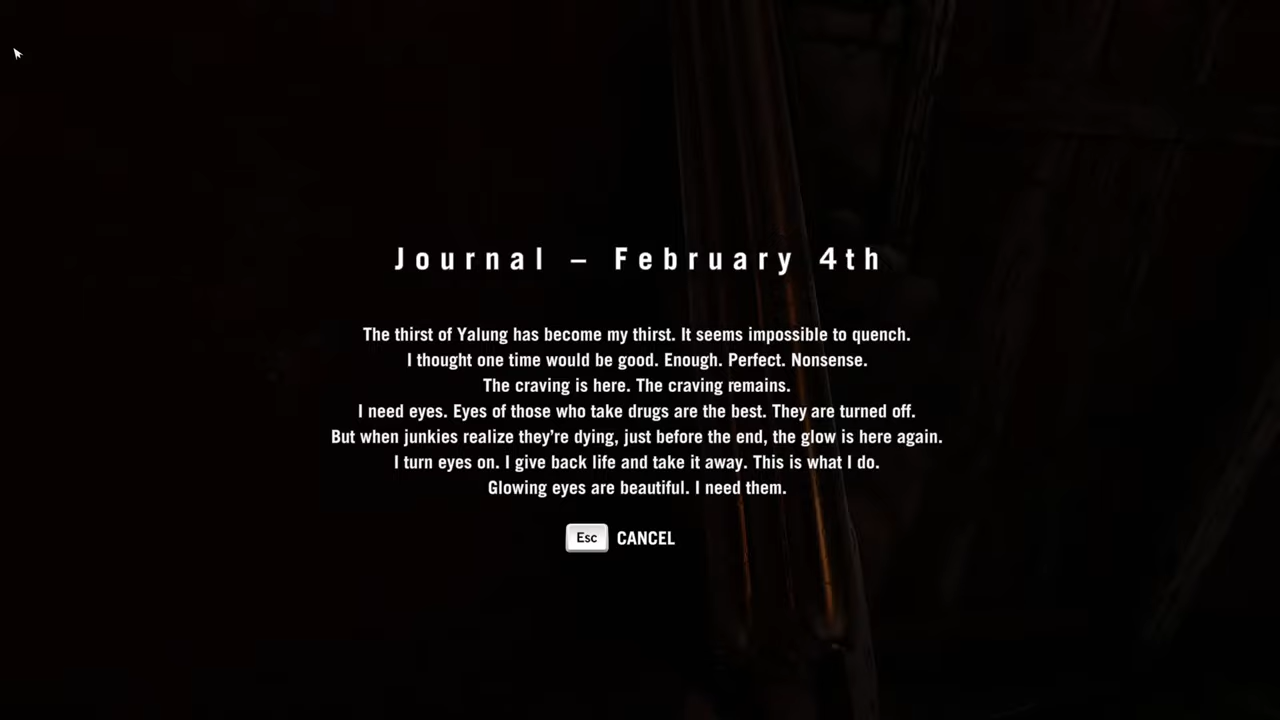 Journal – February 4th
The thirst of Yalung has become my thirst. It seems impossible to quench.
I thought one time would be good. Enough. Perfect. Nonsense.
The craving is here. The craving remains.
I need eyes. Eyes of those who take drugs are the best. They are turned off.
But when junkies realize they’re dying, just before the end, the glow is here again.
I turn eyes on. I give back life and take it away. This is what I do.
Glowing eyes are beautiful. I need them.
Esc CANCEL